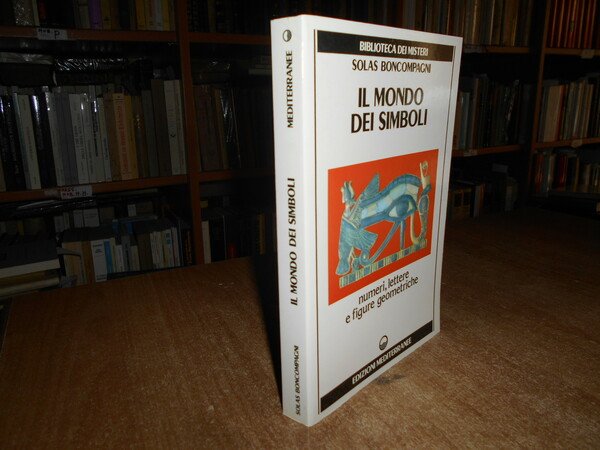 BIBLIOTECA DEI MISTERI
SOLAS BONCOMPAGNI
IL MONDO
DEI SIMBOLI
numeri, lettere
e figure geometriche
EDIZIONI MEDITERRANEE
SOLAS BONCOMPAGNI
IL MONDO DEI SIMBOLI
MEDITERRANEE